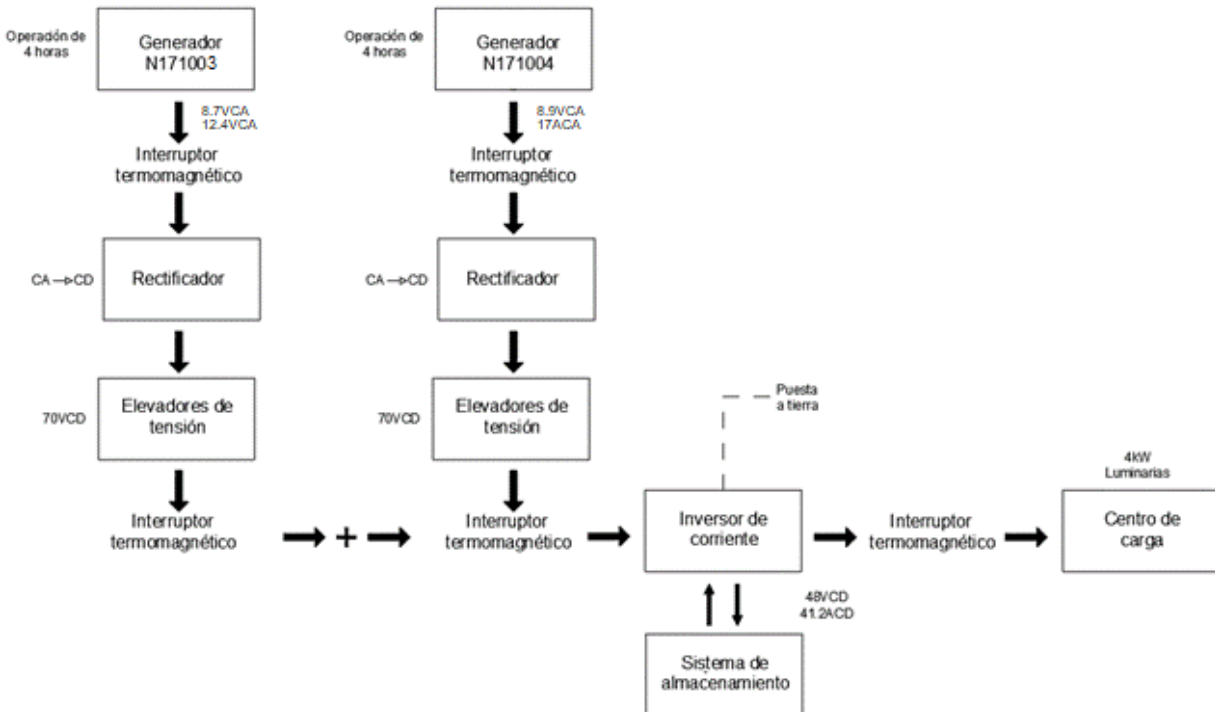 Operación de
4 horas
Generador
N171003
Operación de
4 horas
Generador
N171004
8.7VCA
12.4VCA
8.9VCA
17ACA
Interruptor
termomagnético
Interruptor
termomagnético
CA
CD
Rectificador
CA
CD
Rectificador
70VCD
Elevadores de
tensión
70VCD
Elevadores de
tensión
Puesta
a tierra
Interruptor
termomagnético
+
Interruptor
termomagnético
Inversor de
corriente
Interruptor
termomagnético
4kW
Luminarias
Centro de
carga
48VCD
41.2ACD
Sistema de
almacenamiento